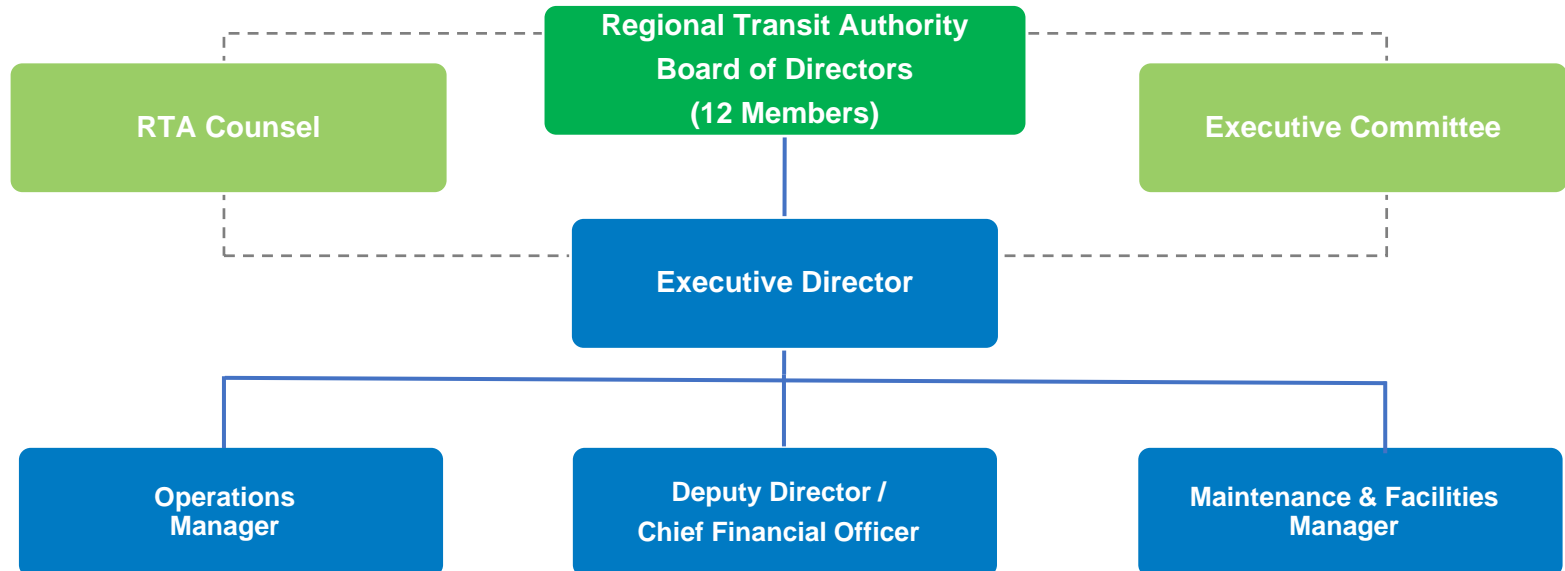 Regional Transit Authority
Board of Directors
(12 Members)
RTA Counsel
Executive Committee
Executive Director
Operations
Manager
Deputy Director /
Chief Financial Officer
Maintenance & Facilities
Manager